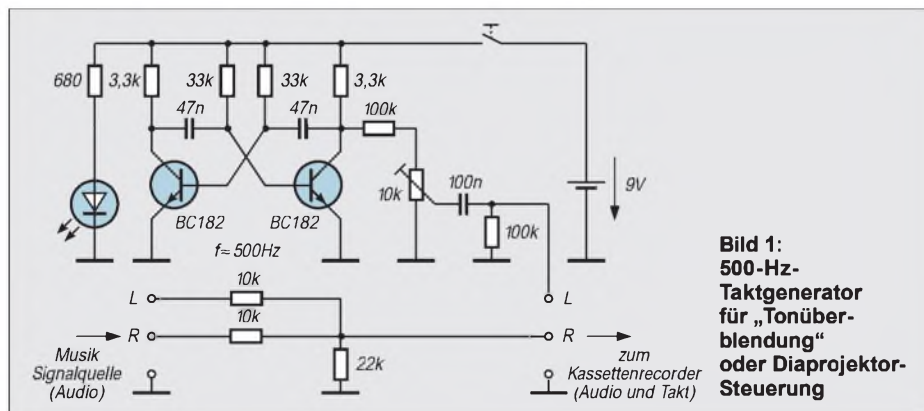 680
3,3k
33k
33k
3,3k
47n
47n
100k
10k
100n
100k
9V
BC182
BC182
f≈500Hz
L
10k
R
10k
22k
L
R
Musik
Signalquelle
(Audio)
zum
Kassettenrecorder
(Audio und Takt)
Bild 1:
500-Hz-
Taktgenerator
für „Tonüber-
blendung“
oder Diaprojektor-
Steuerung